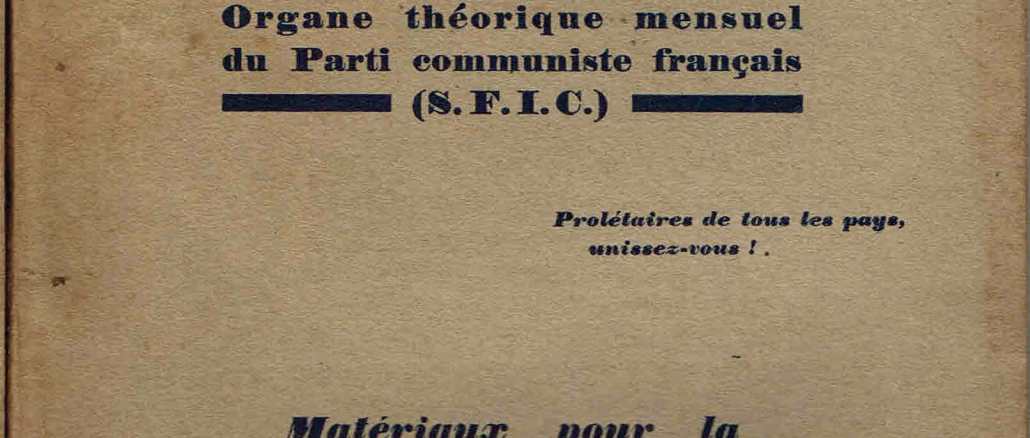 Organe théorique mensuel
du Parti communiste français
(S.F.I.C.)
Prolétaires de tous les pays,
unissez-vous !.
Matériaux pour la